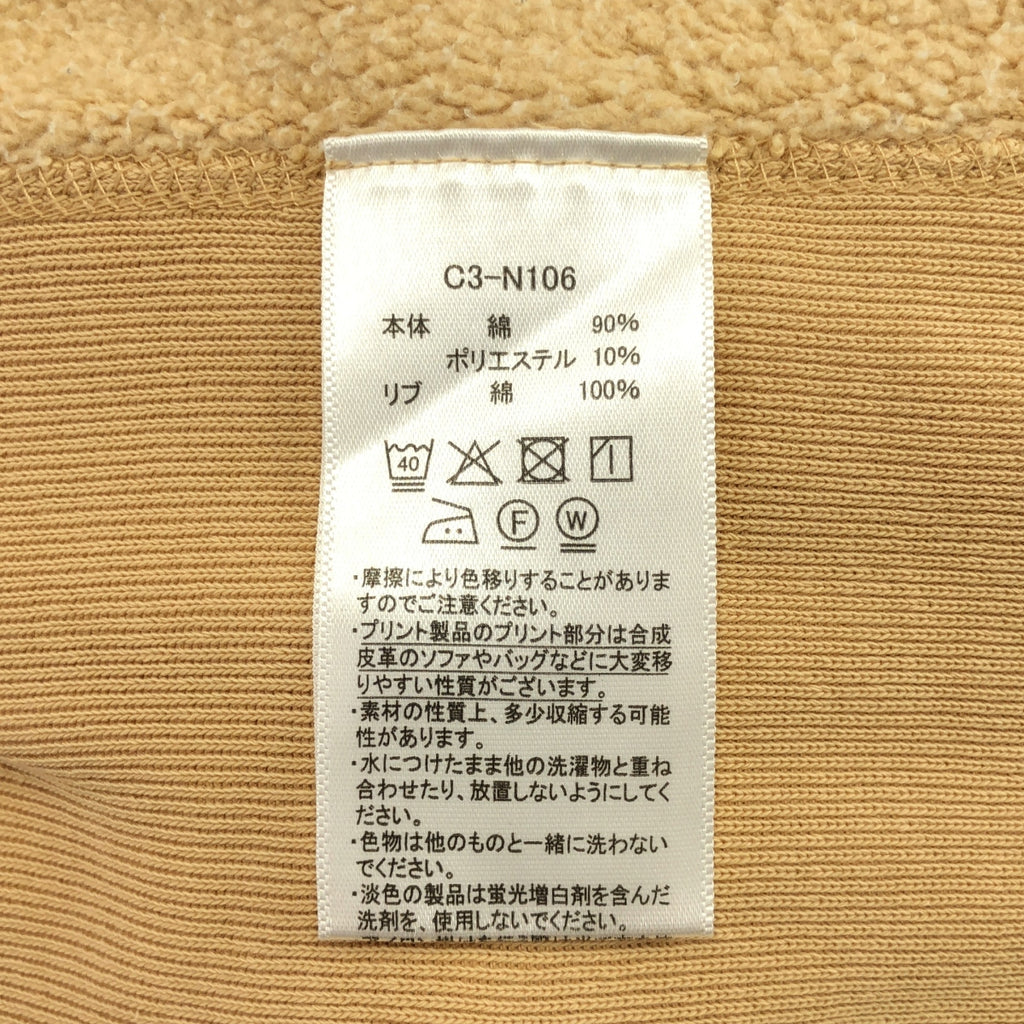 C3-N106
本体 綿 90%
ポリエステル 10%
リブ 綿 100%
40
F W
・摩擦により色移りすることがありま
すのでご注意ください。
・プリント製品のプリント部分は合成
皮革のソファやバッグなどに大変移
りやすい性質がございます。
・素材の性質上、多少収縮する可能
性があります。
・水につけたまま他の洗濯物と重ね
合わせたり、放置しないようにしてく
ださい。
・色物は他のものと一緒に洗わない
でください。
・淡色の製品は蛍光増白剤を含んだ
洗剤を、使用しないでください。